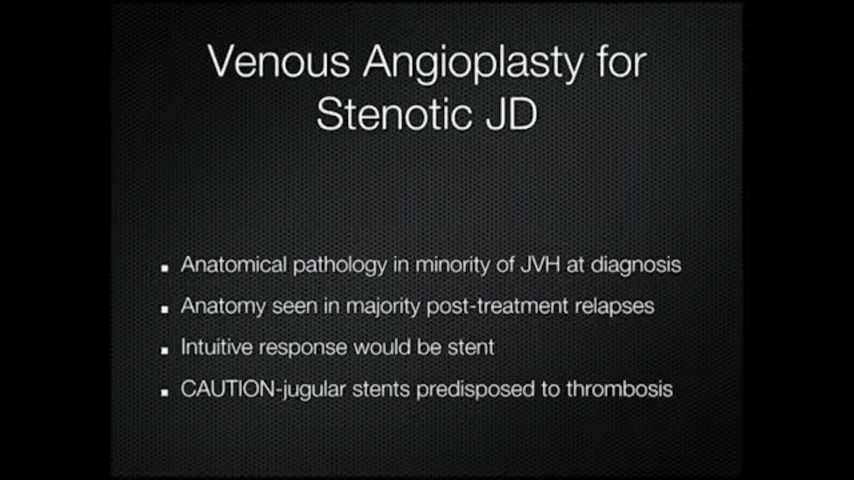 Venous Angioplasty for
Stenotic JD
Anatomical pathology in minority of JVH at diagnosis
Anatomy seen in majority post-treatment relapses
Intuitive response would be stent
CAUTION-jugular stents predisposed to thrombosis